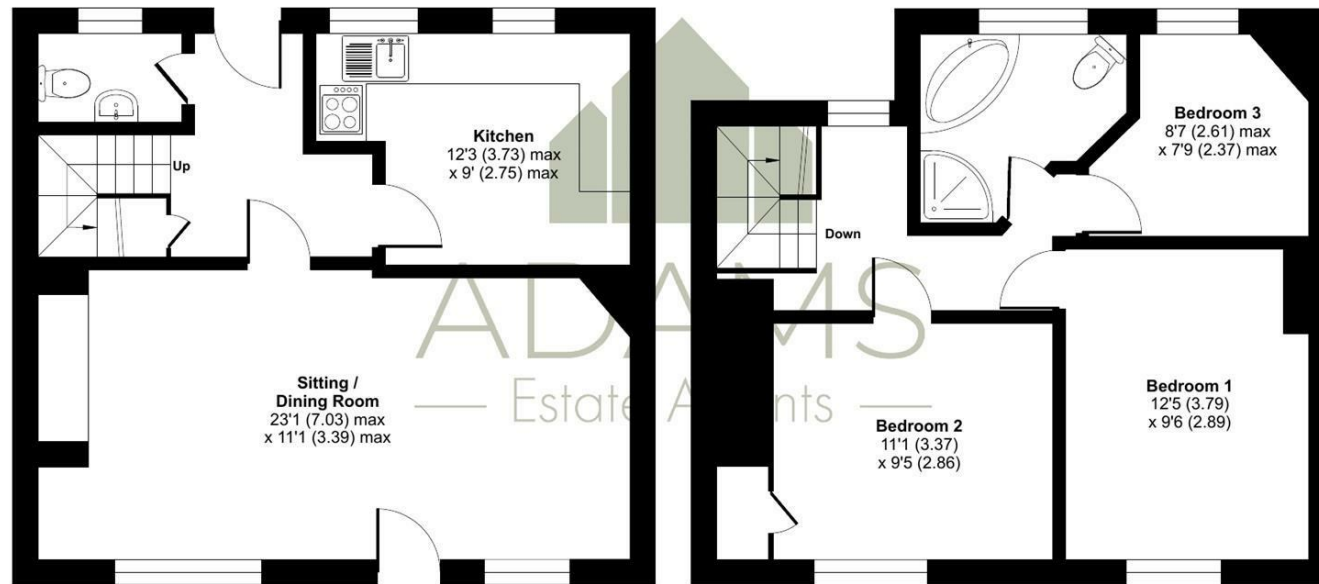 Up
Kitchen
12'3 (3.73) max
x 9' (2.75) max
Sitting /
Dining Room
23'1 (7.03) max
x 11'1 (3.39) max
Bedroom 3
8'7 (2.61) max
x 7'9 (2.37) max
Down
Bedroom 2
11'1 (3.37)
x 9'5 (2.86)
Bedroom 1
12'5 (3.79)
x 9'6 (2.89)
ADAMS
Estate Agents